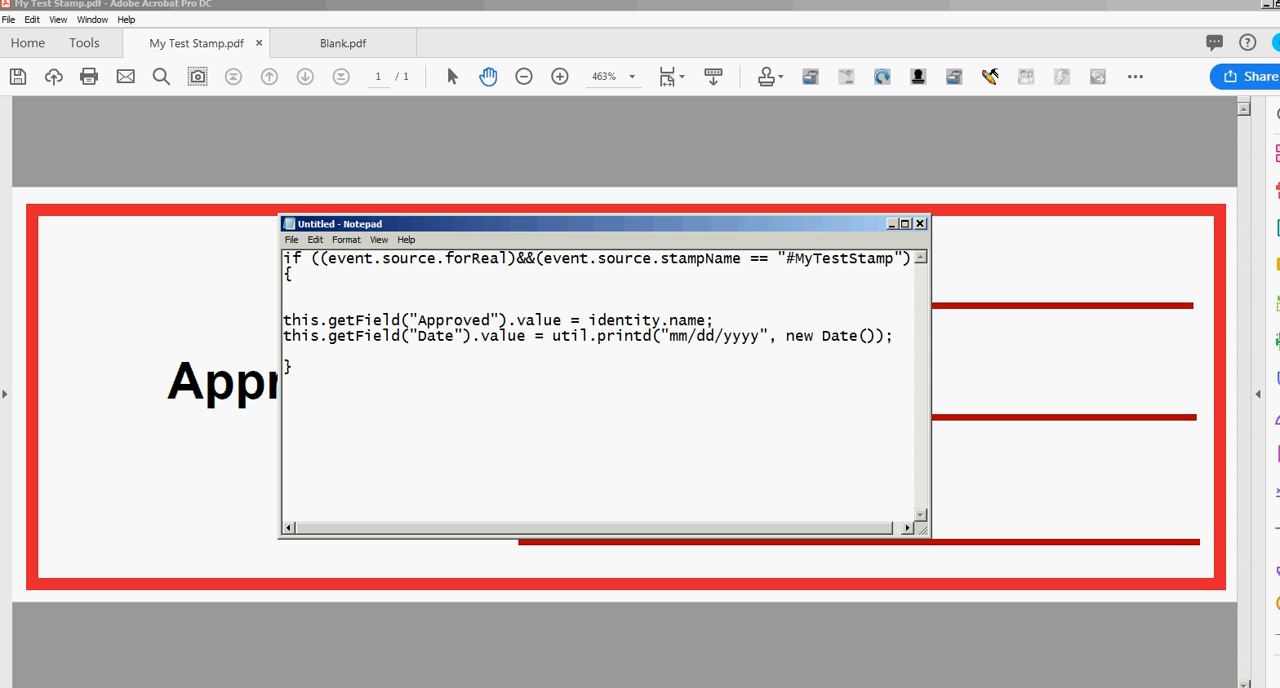 My Test Stamp.pdf - Adobe Acrobat Pro DC
File Edit View Window Help
Home Tools My Test Stamp.pdf × Blank.pdf
1 / 1 463% Share
Untitled - Notepad
File Edit Format View Help
if ((event.source.forReal)&&(event.source.stampName == "#MyTestStamp")
{
this.getField("Approved").value = identity.name;
this.getField("Date").value = util.printd("mm/dd/yyyy", new Date());
}
Appr